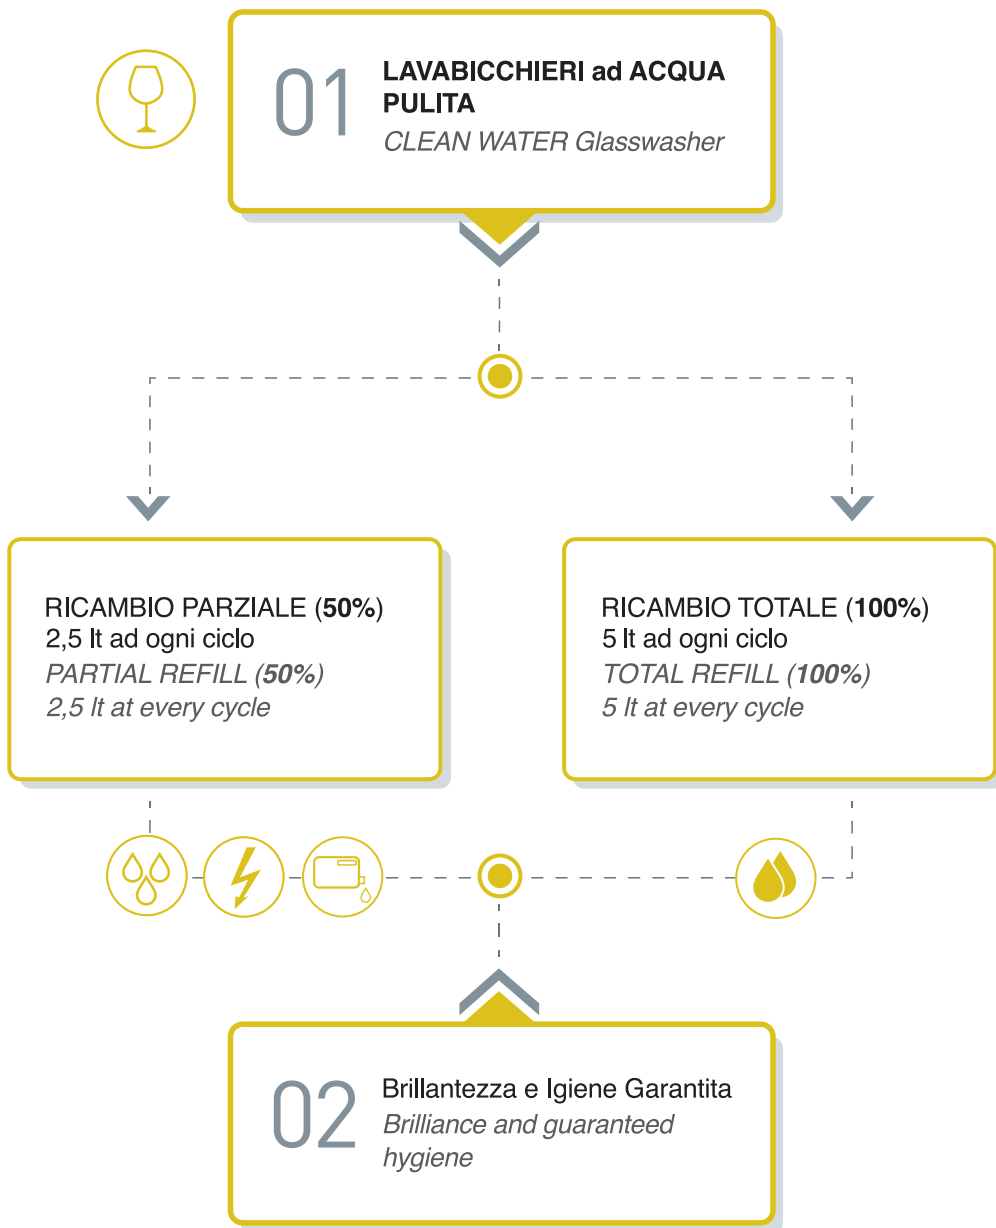 01
LAVABICCHIERI ad ACQUA
PULITA
CLEAN WATER Glasswasher
RICAMBIO PARZIALE (50%)
2,5 lt ad ogni ciclo
PARTIAL REFILL (50%)
2,5 lt at every cycle
RICAMBIO TOTALE (100%)
5 lt ad ogni ciclo
TOTAL REFILL (100%)
5 lt at every cycle
02
Brillantezza e Igiene Garantita
Brilliance and guaranteed
hygiene